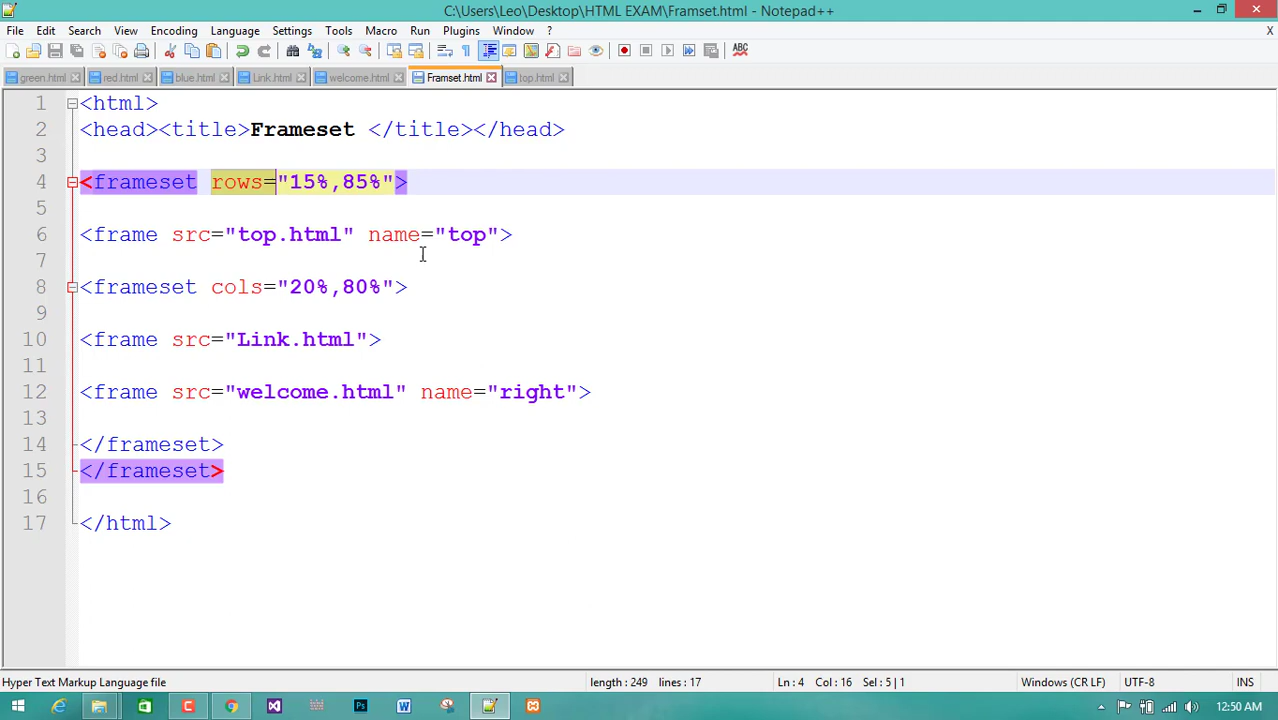 C:\Users\Leo\Desktop\HTML EXAM\Framset.html - Notepad++
File Edit Search View Encoding Language Settings Tools Macro Run Plugins Window ? X
green.html red.html blue.html Link.html welcome.html Framset.html top.html
1 <html>
2 <head><title>Frameset </title></head>
3
4 <frameset rows="15%,85%">
5
6 <frame src="top.html" name="top">
7
8 <frameset cols="20%,80%">
9
10 <frame src="Link.html">
11
12 <frame src="welcome.html" name="right">
13
14 </frameset>
15 </frameset>
16
17 </html>
Hyper Text Markup Language file length : 249 lines : 17 Ln : 4 Col : 16 Sel : 5 | 1 Windows (CR LF) UTF-8 INS
12:50 AM